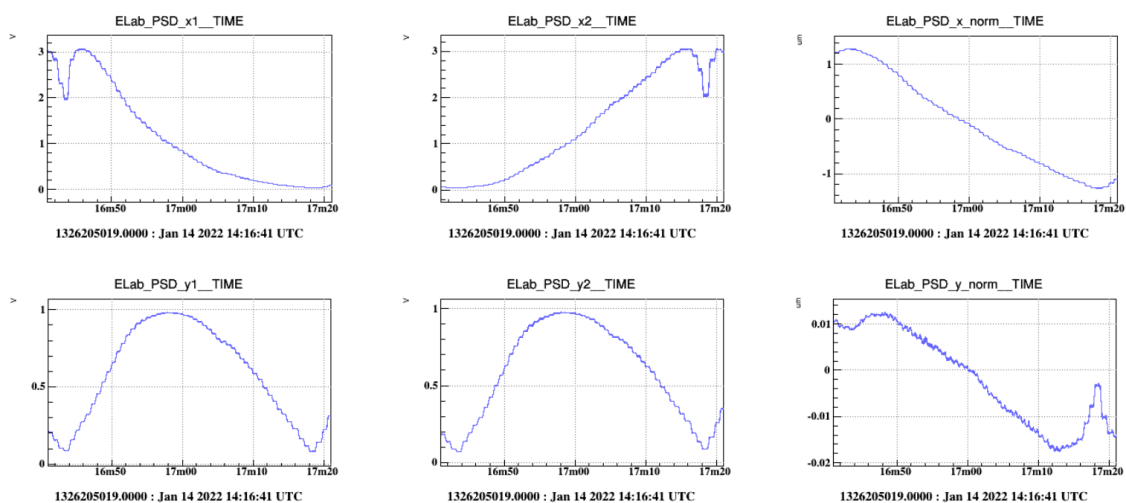 ELab_PSD_x1__TIME
V
3
2
1
0
16m50 17m00 17m10 17m20
1326205019.0000 : Jan 14 2022 14:16:41 UTC
ELab_PSD_x2__TIME
V
3
2
1
0
16m50 17m00 17m10 17m20
1326205019.0000 : Jan 14 2022 14:16:41 UTC
ELab_PSD_x_norm__TIME
um
1
0
-1
16m50 17m00 17m10 17m20
1326205019.0000 : Jan 14 2022 14:16:41 UTC
ELab_PSD_y1__TIME
V
1
0.5
0
16m50 17m00 17m10 17m20
1326205019.0000 : Jan 14 2022 14:16:41 UTC
ELab_PSD_y2__TIME
V
1
0.5
0
16m50 17m00 17m10 17m20
1326205019.0000 : Jan 14 2022 14:16:41 UTC
ELab_PSD_y_norm__TIME
um
0.01
0
-0.01
-0.02
16m50 17m00 17m10 17m20
1326205019.0000 : Jan 14 2022 14:16:41 UTC